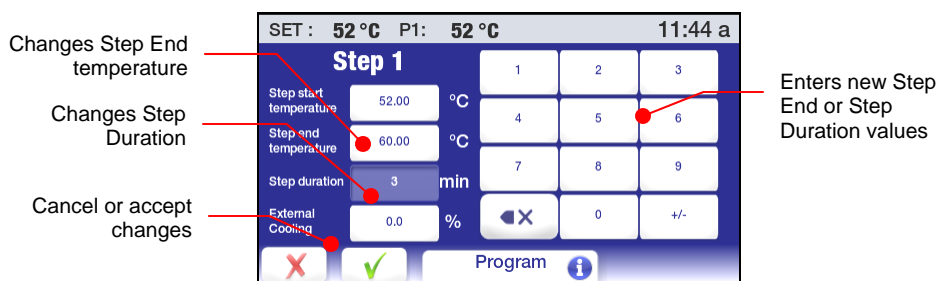 SET : 52 °C P1: 52 °C 11:44 a
Changes Step End
temperature
Changes Step
Duration
Cancel or accept
changes
Step 1
Step start
temperature
52.00 °C
Step end
temperature
60.00 °C
Step duration 3 min
External
Cooling
0.0 %
1 2 3
4 5 6
7 8 9
X 0 +/-
Program i
Enters new Step
End or Step
Duration values